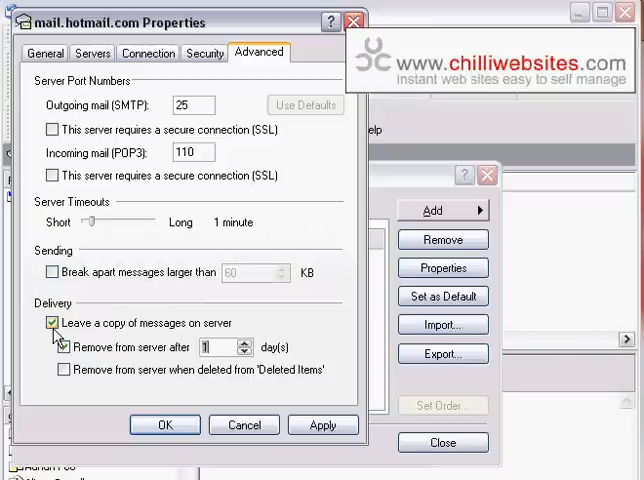 mail.hotmail.com Properties
General
Servers
Connection
Security
Advanced
www.chilliwebsites.com
instant web sites easy to self manage
Server Port Numbers
Outgoing mail (SMTP):
25
Use Defaults
This server requires a secure connection (SSL)
elp
Incoming mail (POP3):
110
This server requires a secure connection (SSL)
Server Timeouts
Short
Long
1 minute
Add
Remove
Sending
Break apart messages larger than
60
KB
Properties
Set as Default
Delivery
Leave a copy of messages on server
Import...
Remove from server after
1
day(s)
Export...
Remove from server when deleted from 'Deleted Items'
Set Order...
OK
Cancel
Apply
Close